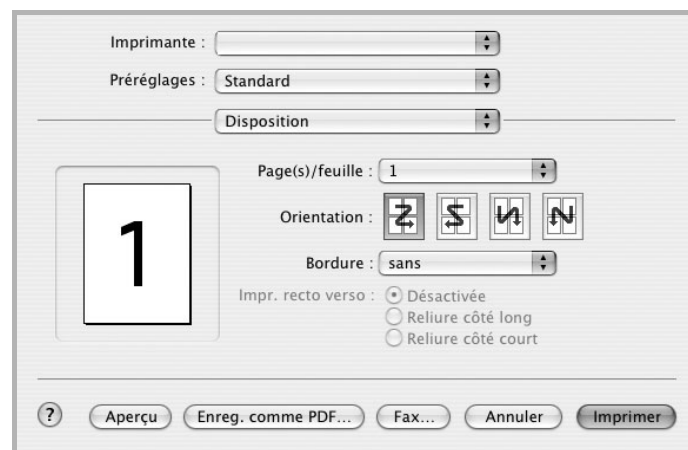 Imprimante :
Préréglages : Standard
Disposition
Page(s)/feuille : 1
1
Orientation :
Bordure : sans
Impr. recto verso : Désactivée
Reliure côté long
Reliure côté court
? Aperçu Enreg. comme PDF... Fax... Annuler Imprimer